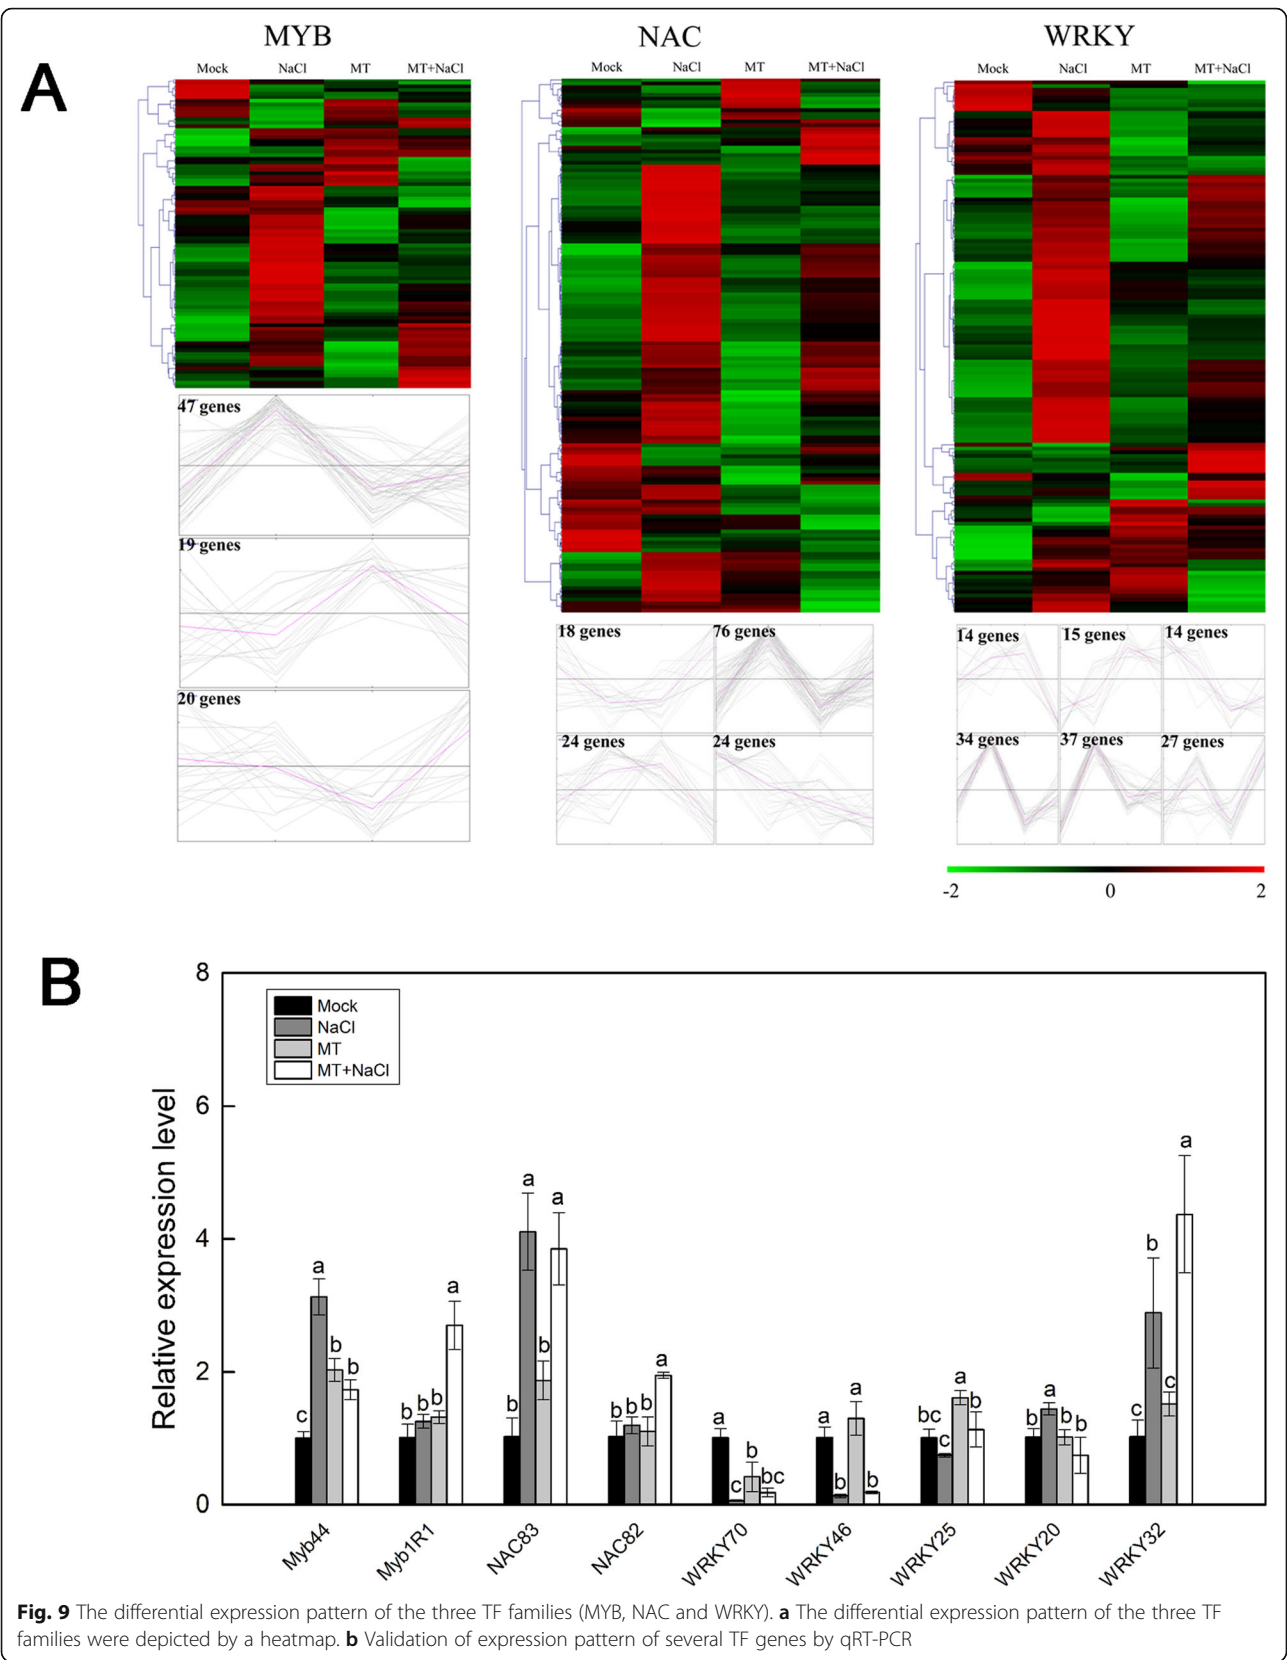 MYB NAC WRKY
A
Mock NaCl MT MT+NaCl Mock NaCl MT MT+NaCl Mock NaCl MT MT+NaCl
47 genes
19 genes
20 genes
18 genes 76 genes
24 genes 24 genes
14 genes 15 genes 14 genes
34 genes 37 genes 27 genes
-2 0 2
B
8
6
4
2
0
Relative expression level
Mock
NaCl
MT
MT+NaCl
c a b b
b b b a
b a b a
b b b a
a c b bc
a b a b
bc c a b
b a b b
c b c a
Myb44 Myb1R1 NAC83 NAC82 WRKY70 WRKY46 WRKY25 WRKY20 WRKY32
Fig. 9 The differential expression pattern of the three TF families (MYB, NAC and WRKY). a The differential expression pattern of the three TF
families were depicted by a heatmap. b Validation of expression pattern of several TF genes by qRT-PCR